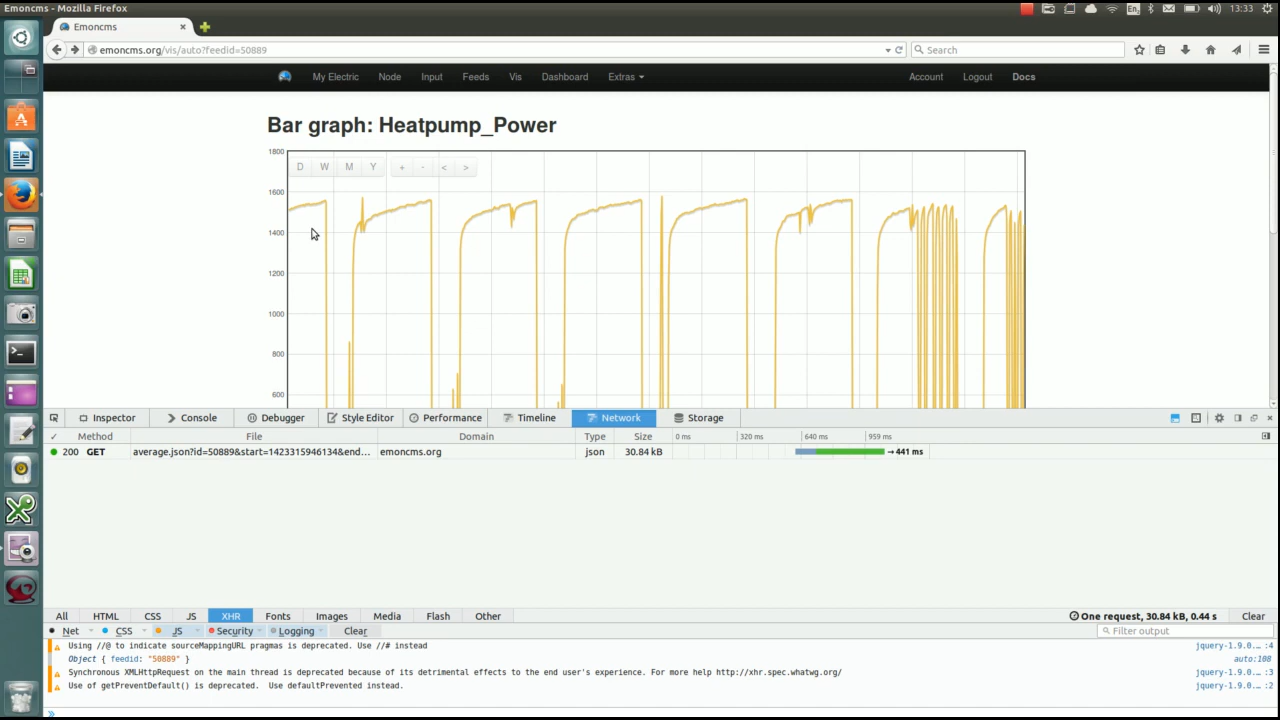 Emoncms - Mozilla Firefox
En
13:33
Emoncms
emoncms.org/vis/auto?feedid=50889
Search
My Electric Node Input Feeds Vis Dashboard Extras Account Logout Docs
Bar graph: Heatpump_Power
D W M Y + - < >
1800
1600
1400
1200
1000
800
600
Inspector Console Debugger Style Editor Performance Timeline Network Storage
✓ Method File Domain Type Size 0 ms 320 ms 640 ms 959 ms
200 GET average.json?id=50889&start=1423315946134&end... emoncms.org json 30.84 kB → 441 ms
All HTML CSS JS XHR Fonts Images Media Flash Other One request, 30.84 kB, 0.44 s Clear
Net CSS JS Security Logging Clear Filter output
Using //@ to indicate sourceMappingURL pragmas is deprecated. Use //# instead jquery-1.9.0.... :4
Object { feedid: "50889" } auto:108
Synchronous XMLHttpRequest on the main thread is deprecated because of its detrimental effects to the end user's experience. For more help http://xhr.spec.whatwg.org/ jquery-1.9.0.... :3
Use of getPreventDefault() is deprecated. Use defaultPrevented instead. jquery-1.9.0.... :2
»